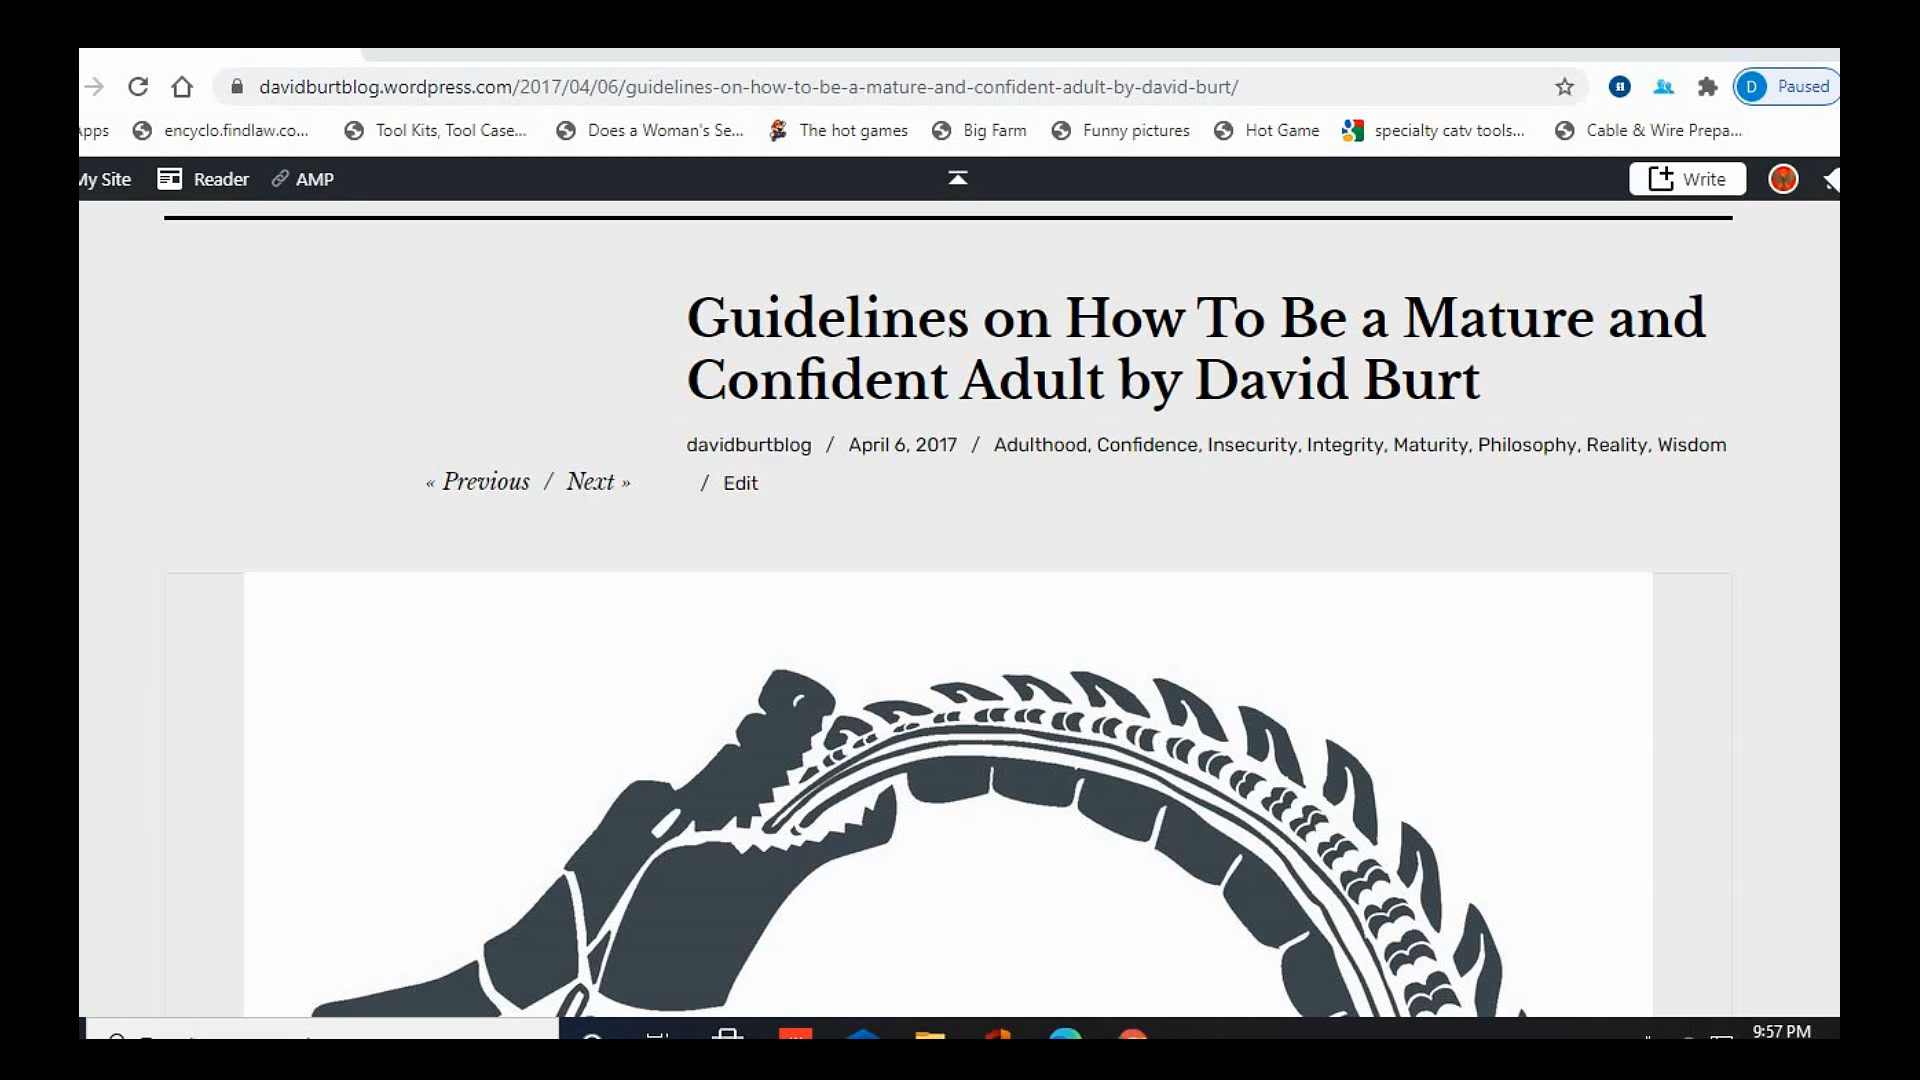 davidburtblog.wordpress.com/2017/04/06/guidelines-on-how-to-be-a-mature-and-confident-adult-by-david-burt/
D Paused
Apps encyclo.findlaw.co... Tool Kits, Tool Case... Does a Woman's Se... The hot games Big Farm Funny pictures Hot Game specialty catv tools... Cable & Wire Prepa...
My Site Reader AMP Write
Guidelines on How To Be a Mature and
Confident Adult by David Burt
davidburtblog / April 6, 2017 / Adulthood, Confidence, Insecurity, Integrity, Maturity, Philosophy, Reality, Wisdom
« Previous / Next » / Edit
9:57 PM